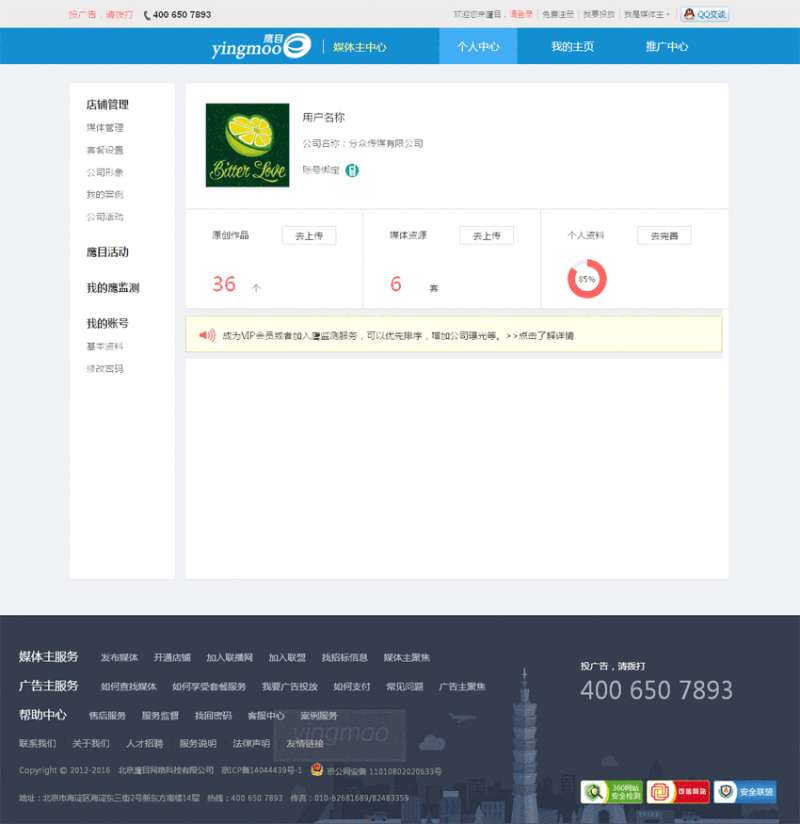 投广告，请拨打 400 650 7893 欢迎您来鹰目，请登录 免费注册 我要投放 我是媒体主 QQ交谈
鹰目 yingmoo 媒体主中心 个人中心 我的主页 推广中心
店铺管理
媒体管理
套餐设置
公司形象
我的案例
公司活动
鹰目活动
我的鹰监测
我的账号
基本资料
修改密码
Bitter Love
用户名称
公司名称：分众传媒有限公司
账号绑定
原创作品 去上传 媒体资源 去上传 个人资料 去完善
36 个 6 套 85%
成为VIP会员或者加入鹰监测服务，可以优先排序，增加公司曝光等。>>点击了解详情
媒体主服务 发布媒体 开通店铺 加入联播网 加入联盟 找招标信息 媒体主聚焦
广告主服务 如何查找媒体 如何享受套餐服务 我要广告投放 如何支付 常见问题 广告主聚焦
帮助中心 售后服务 服务监督 找回密码 客服中心 案例服务
联系我们 关于我们 人才招聘 服务说明 法律声明 友情链接
yingmoo
Copyright © 2012-2016 北京鹰目网络科技有限公司 京ICP备14044439号-1 京公网安备 11010802020633号
地址：北京市海淀区海淀东三街2号新东方南楼14层 热线：400 650 7893 传真：010-62681689/82483359
投广告，请拨打
400 650 7893
360网站安全检测 可信网站 安全联盟